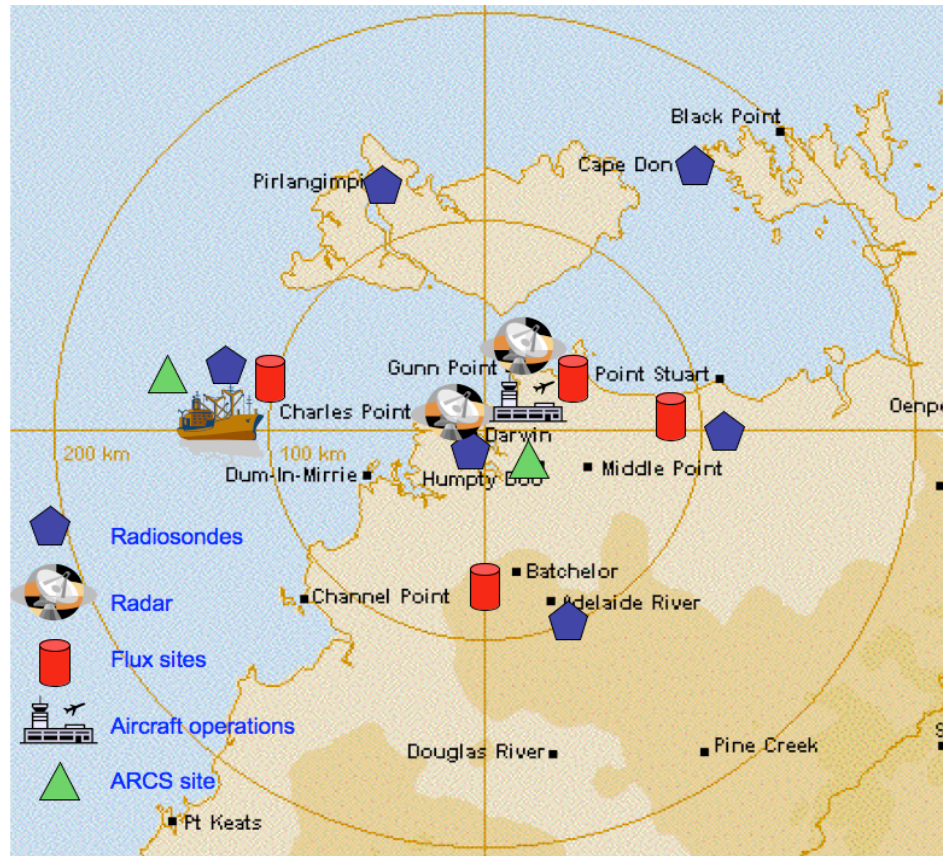 Black Point
Cape Don
Pirlangimpi
Gunn Point
Point Stuart
Charles Point
Oenp
Darwin
200 km
100 km
Dum-In-Mirrie
Humpty Doo
Middle Point
Radiosondes
Batchelor
Channel Point
Adelaide River
Radar
Flux sites
Aircraft operations
Douglas River
Pine Creek
S
ARCS site
Pt Keats